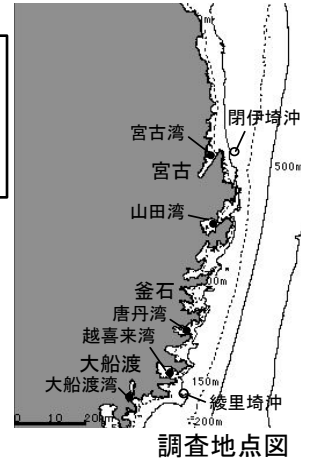 m
閉伊埼沖
宮古湾
宮古
500m
山田湾
釜石
00m
唐丹湾
越喜来湾
大船渡
大船渡湾
150m
綾里埼沖
0 10 20
200m
調査地点図